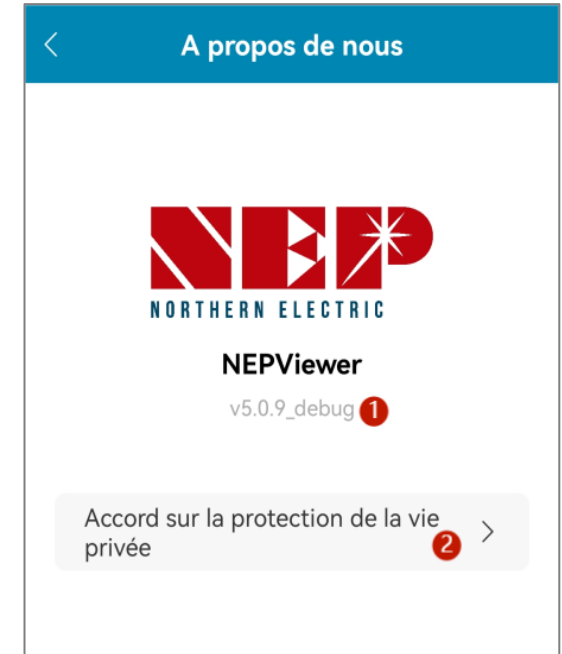 A propos de nous
NEP
NORTHERN ELECTRIC
NEPViewer
v5.0.9_debug 1
Accord sur la protection de la vie
privée 2